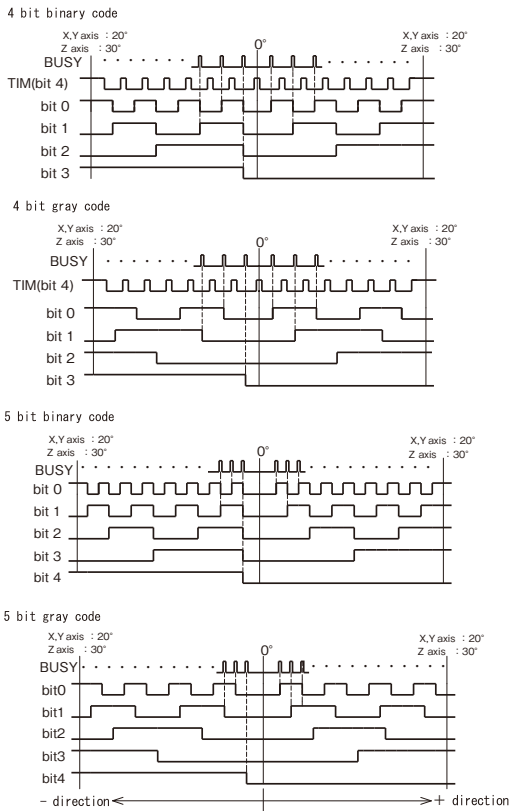 4 bit binary code
X,Y axis : 20°
Z axis : 30°
0°
X,Y axis : 20°
Z axis : 30°
BUSY
TIM(bit 4)
bit 0
bit 1
bit 2
bit 3
4 bit gray code
X,Y axis : 20°
Z axis : 30°
0°
X,Y axis : 20°
Z axis : 30°
BUSY
TIM(bit 4)
bit 0
bit 1
bit 2
bit 3
5 bit binary code
X,Y axis : 20°
Z axis : 30°
0°
X,Y axis : 20°
Z axis : 30°
BUSY
bit 0
bit 1
bit 2
bit 3
bit 4
5 bit gray code
X,Y axis : 20°
Z axis : 30°
0°
X,Y axis : 20°
Z axis : 30°
BUSY
bit0
bit1
bit2
bit3
bit4
- direction
+ direction